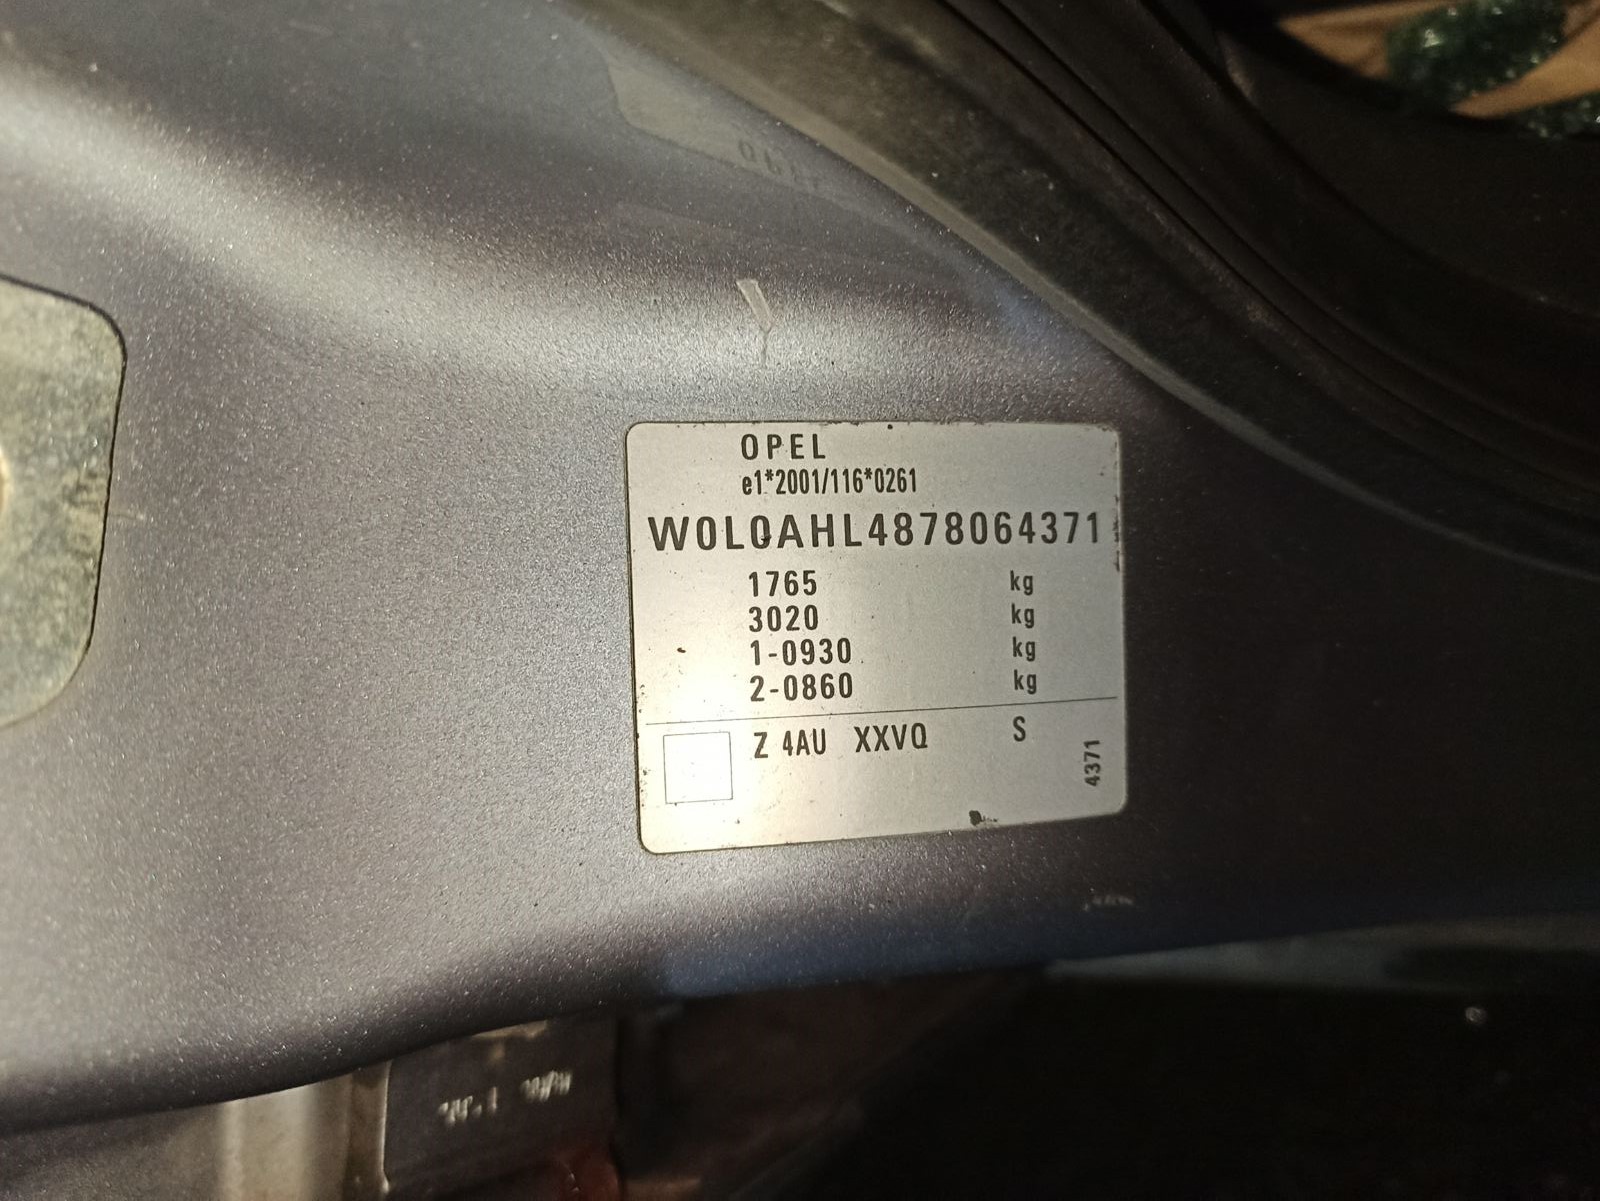 OPEL
e1*2001/116*0261
W0L0AHL4878064371
1765 kg
3020 kg
1-0930 kg
2-0860 kg
Z 4AU XXVQ S
4371